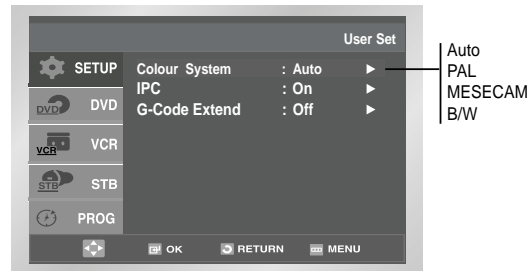 User Set
SETUP
Colour System : Auto ►
IPC : On ►
G-Code Extend : Off ►
DVD DVD
VCR VCR
STB STB
PROG
OK RETURN MENU
Auto
PAL
MESECAM
B/W